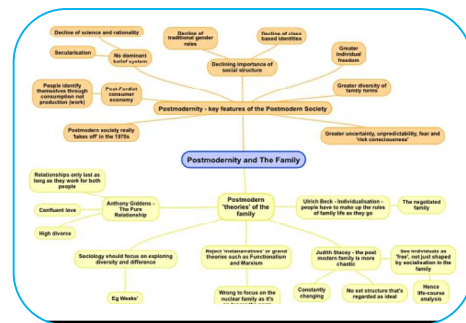 Decline of science and rationality
Decline of
traditional gender
roles
Decline of class
based identities
Secularisation
No dominant
belief system
Declining importance of
social structure
Greater
individual
freedom
People identify
themselves through
consumption not
production (work)
Post-Fordist
consumer
economy
Greater diversity of
family forms
Postmodernity - key features of the Postmodern Society
Postmodern society really
'takes off' in the 1970s
Greater uncertainty, unpredictability, fear and
'risk consciousness'
Postmodernity and The Family
Relationships only last as
long as they work for both
people
Confluent love
High divorce
Anthony Giddens -
The Pure
Relationship
Postmodern
'theories' of the
family
Ulrich Beck - Individualisation -
people have to make up the rules
of family life as they go
The negotiated
family
Sociology should focus on exploring
diversity and difference
Eg Weeks'
Reject 'metanarratives' or grand
theories such as Functionalism
and Marxism
Wrong to focus on the
nuclear family as it's
Judith Stacey - the post
modern family is more
chaotic
Constantly
changing
No set structure that's
regarded as ideal
See individuals as
'free', not just shaped
by socialisation in the
family
Hence
life-course
analysis